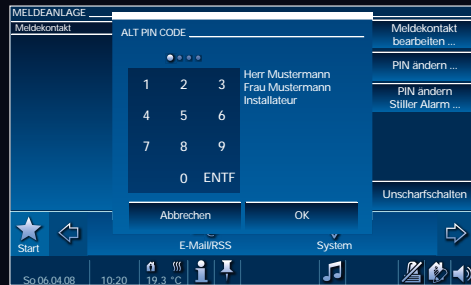 MELDEANLAGE
Meldekontakt
ALT PIN CODE
Meldekontakt
bearbeiten ...
PIN ändern ...
PIN ändern
Stiller Alarm ...
Unscharfschalten
1 2 3
4 5 6
7 8 9
0 ENTF
Herr Mustermann
Frau Mustermann
Installateur
Abbrechen
OK
Start
E-Mail/RSS
System
So 06.04.08
10:20
19.3 °C